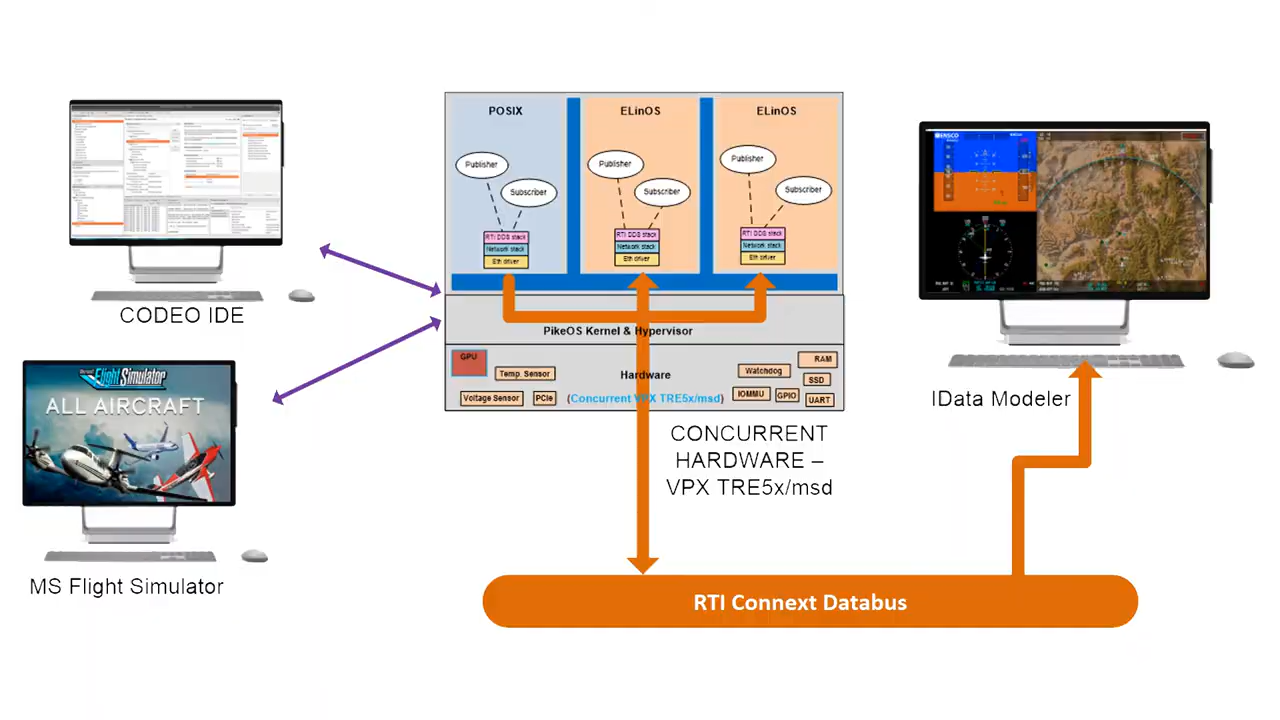 POSIX
ELinOS
ELinOS
Publisher
Subscriber
Publisher
Subscriber
Publisher
Subscriber
RTI DDS stack
Network stack
Eth driver
RTI DDS stack
Network stack
Eth driver
RTI DDS stack
Network stack
Eth driver
PikeOS Kernel & Hypervisor
GPU
Temp. Sensor
Voltage Sensor
PCIe
Hardware
(Concurrent VPX TRE5x/msd)
Watchdog
RAM
SSD
IOMMU
GPIO
UART
CODEO IDE
Microsoft
Flight Simulator
ALL AIRCRAFT
MS Flight Simulator
CONCURRENT
HARDWARE –
VPX TRE5x/msd
ENSCO
IData Modeler
RTI Connext Databus